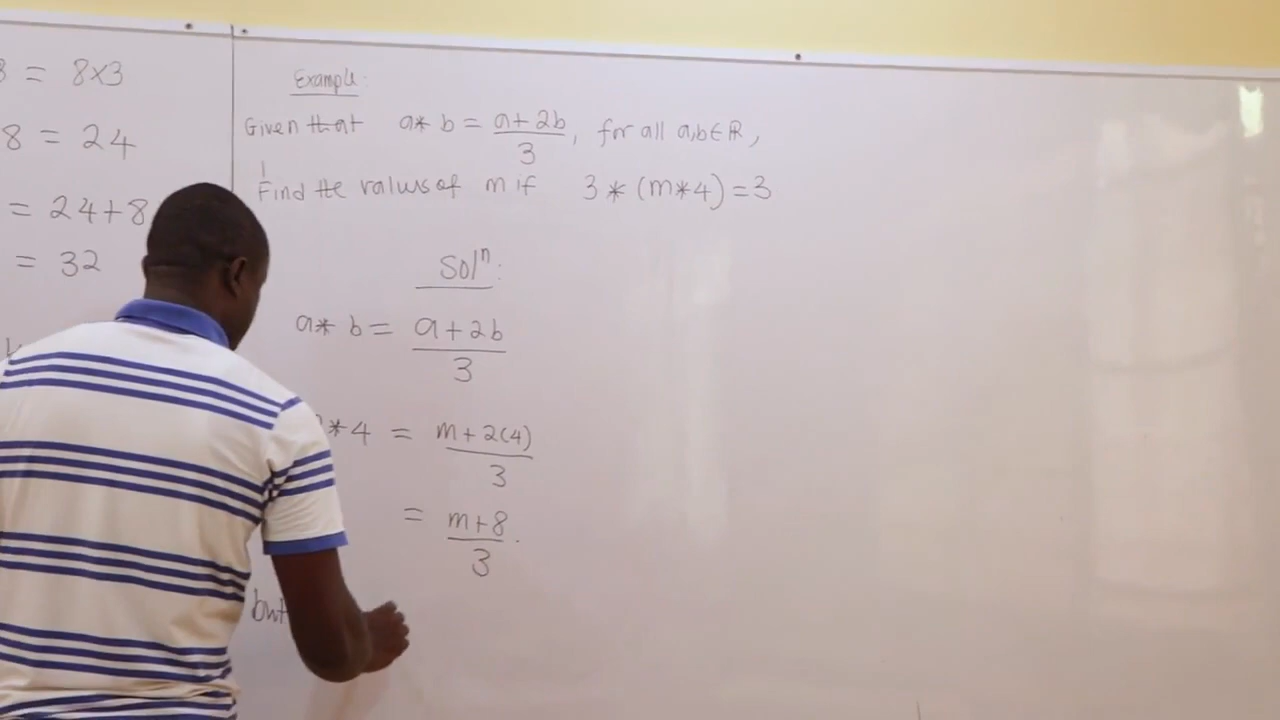 = 8×3
8 = 24
= 24+8
= 32
Example:
Given that a* b = a+2b/3, for all a,b∈ℝ,
Find the values of m if 3*(m*4)=3
Solⁿ:
a* b = a+2b/3
*4 = m+2(4)/3
= m+8/3.
but